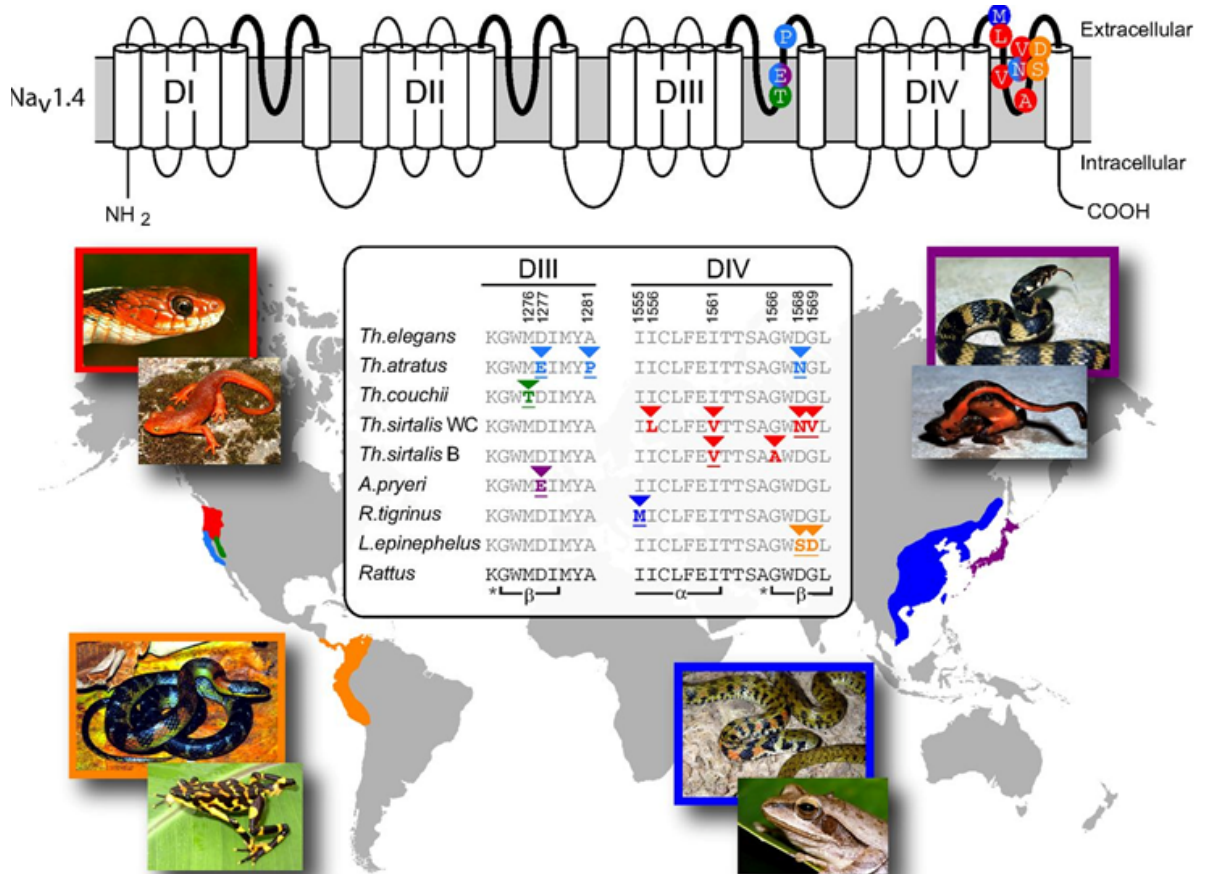 M
L
V D
P
E
T
V N S
A
Extracellular
NaV1.4
DI
DII
DIII
DIV
Intracellular
NH2
COOH
DIII
DIV
1276
1277
1281
1555
1556
1561
1566
1568
1569
Th.elegans KGWMDIMYA IICLFEITTSAGWDGL
Th.atratus KGWMEIMYP IICLFEITTSAGWNGL
Th.couchii KGWTDIMYA IICLFEITTSAGWDGL
Th.sirtalis WC KGWMDIMYA ILCLFEVTTSAGWNVL
Th.sirtalis B KGWMDIMYA IICLFEVTTSAAWDGL
A.pryeri KGWMEIMYA IICLFEITTSAGWDGL
R.tigrinus KGWMDIMYA MICLFEITTSAGWDGL
L.epinephelus KGWMDIMYA IICLFEITTSAGWSDL
Rattus KGWMDIMYA IICLFEITTSAGWDGL
* β α * β